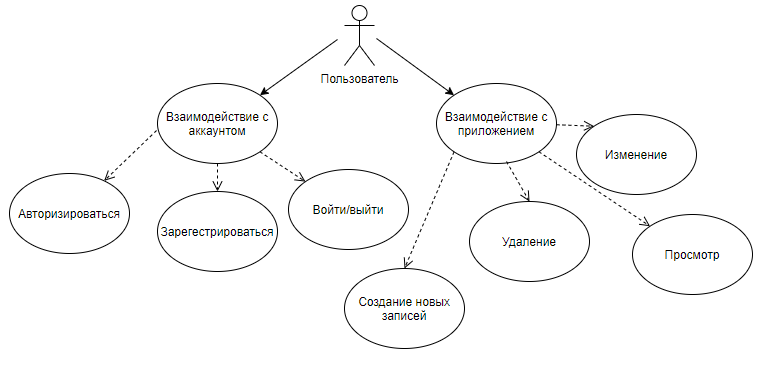 Пользователь
Взаимодействие с
аккаунтом
Взаимодействие с
приложением
Изменение
Авторизироваться
Зарегестрироваться
Войти/выйти
Удаление
Просмотр
Создание новых
записей